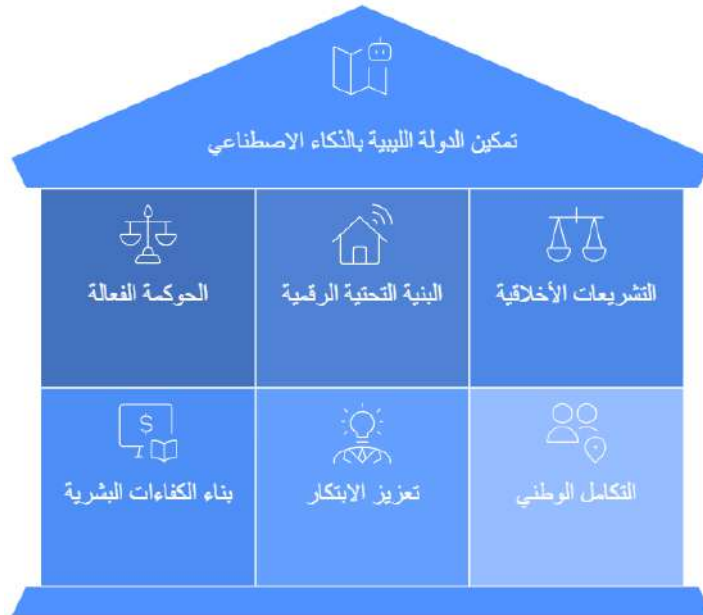 تمكين الدولة الليبية بالذكاء الاصطناعي
التشريعات الأخلاقية
البنية التحتية الرقمية
الحوكمة الفعالة
التكامل الوطني
تعزيز الابتكار
بناء الكفاءات البشرية
$